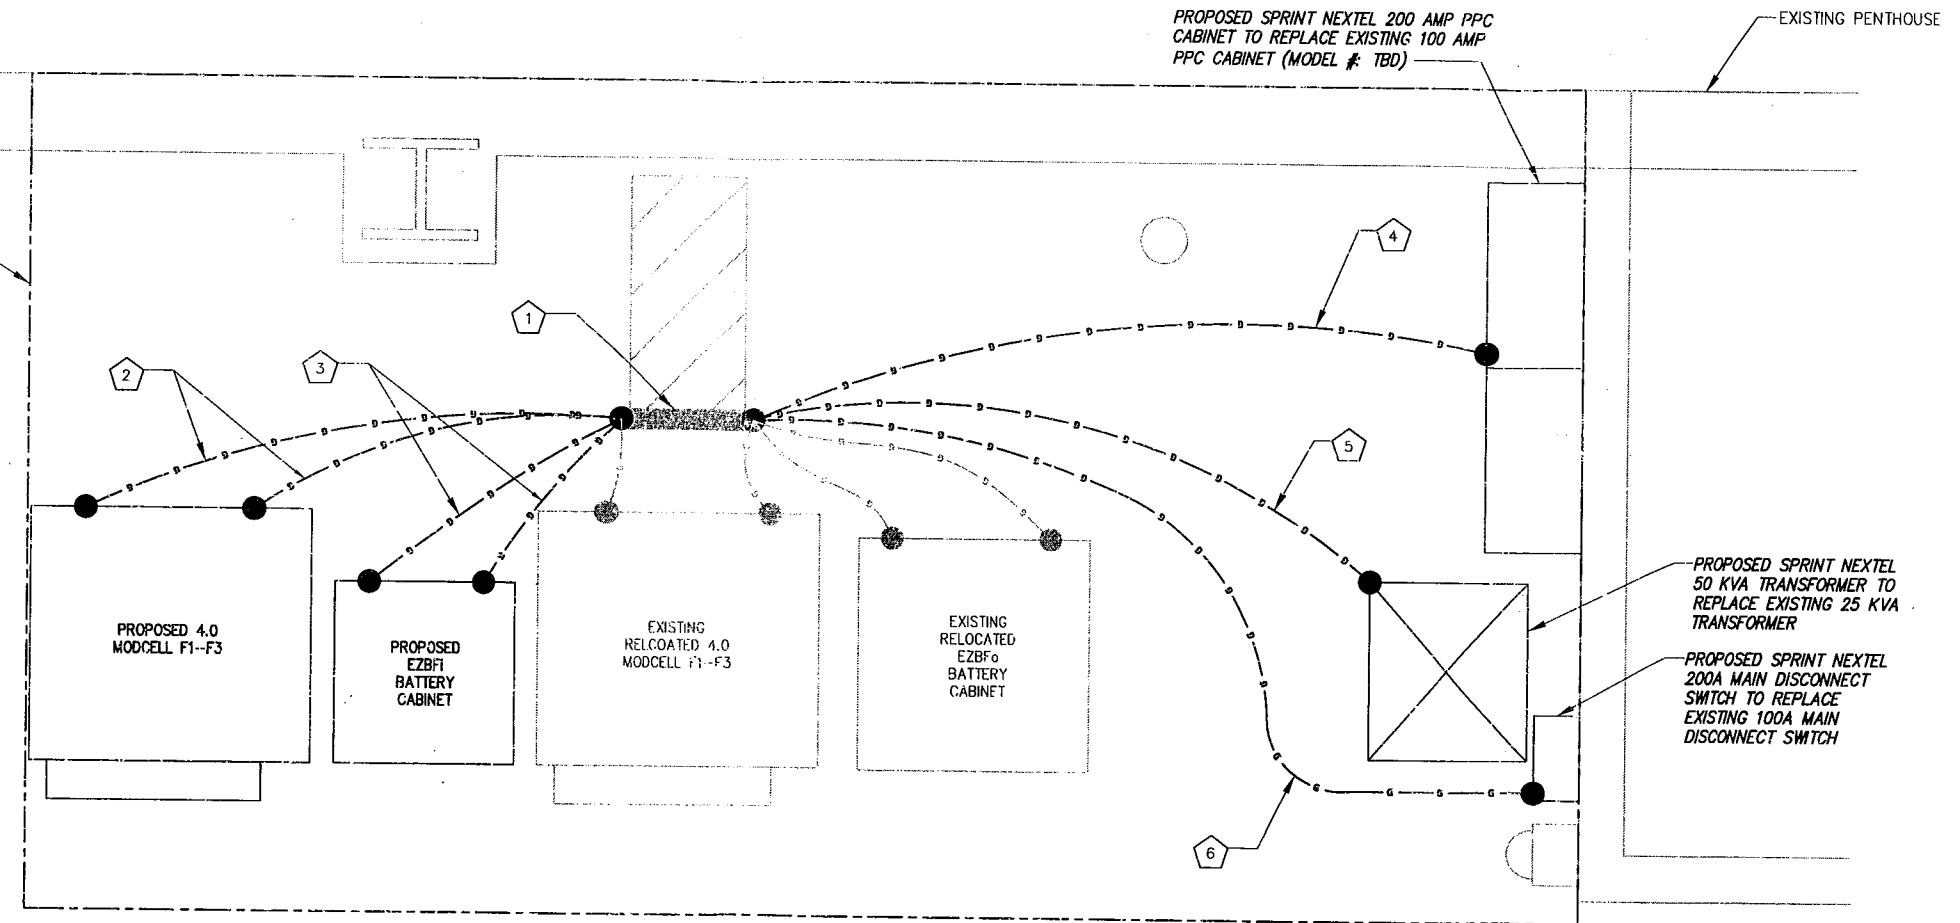 PROPOSED SPRINT NEXTEL 200 AMP PPC
CABINET TO REPLACE EXISTING 100 AMP
PPC CABINET (MODEL #: TBD)
EXISTING PENTHOUSE
4
1
2
3
5
PROPOSED 4.0
MODCELL F1--F3
PROPOSED
EZBFi
BATTERY
CABINET
EXISTING
RELCOATED 4.0
MODCELL F1--F3
EXISTING
RELOCATED
EZBFo
BATTERY
CABINET
PROPOSED SPRINT NEXTEL
50 KVA TRANSFORMER TO
REPLACE EXISTING 25 KVA
TRANSFORMER
PROPOSED SPRINT NEXTEL
200A MAIN DISCONNECT
SWITCH TO REPLACE
EXISTING 100A MAIN
DISCONNECT SWITCH
6